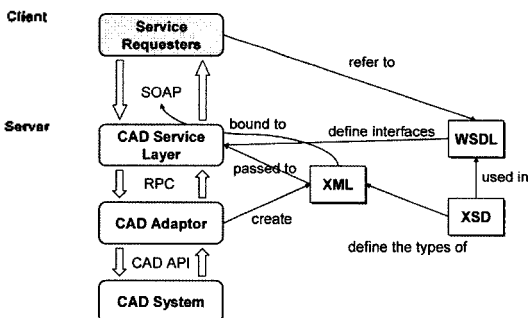 Client
Service
Requesters
refer to
SOAP
bound to
Server
CAD Service
Layer
define interfaces
WSDL
RPC
passed to
XML
used in
CAD Adaptor
create
XSD
define the types of
CAD API
CAD System